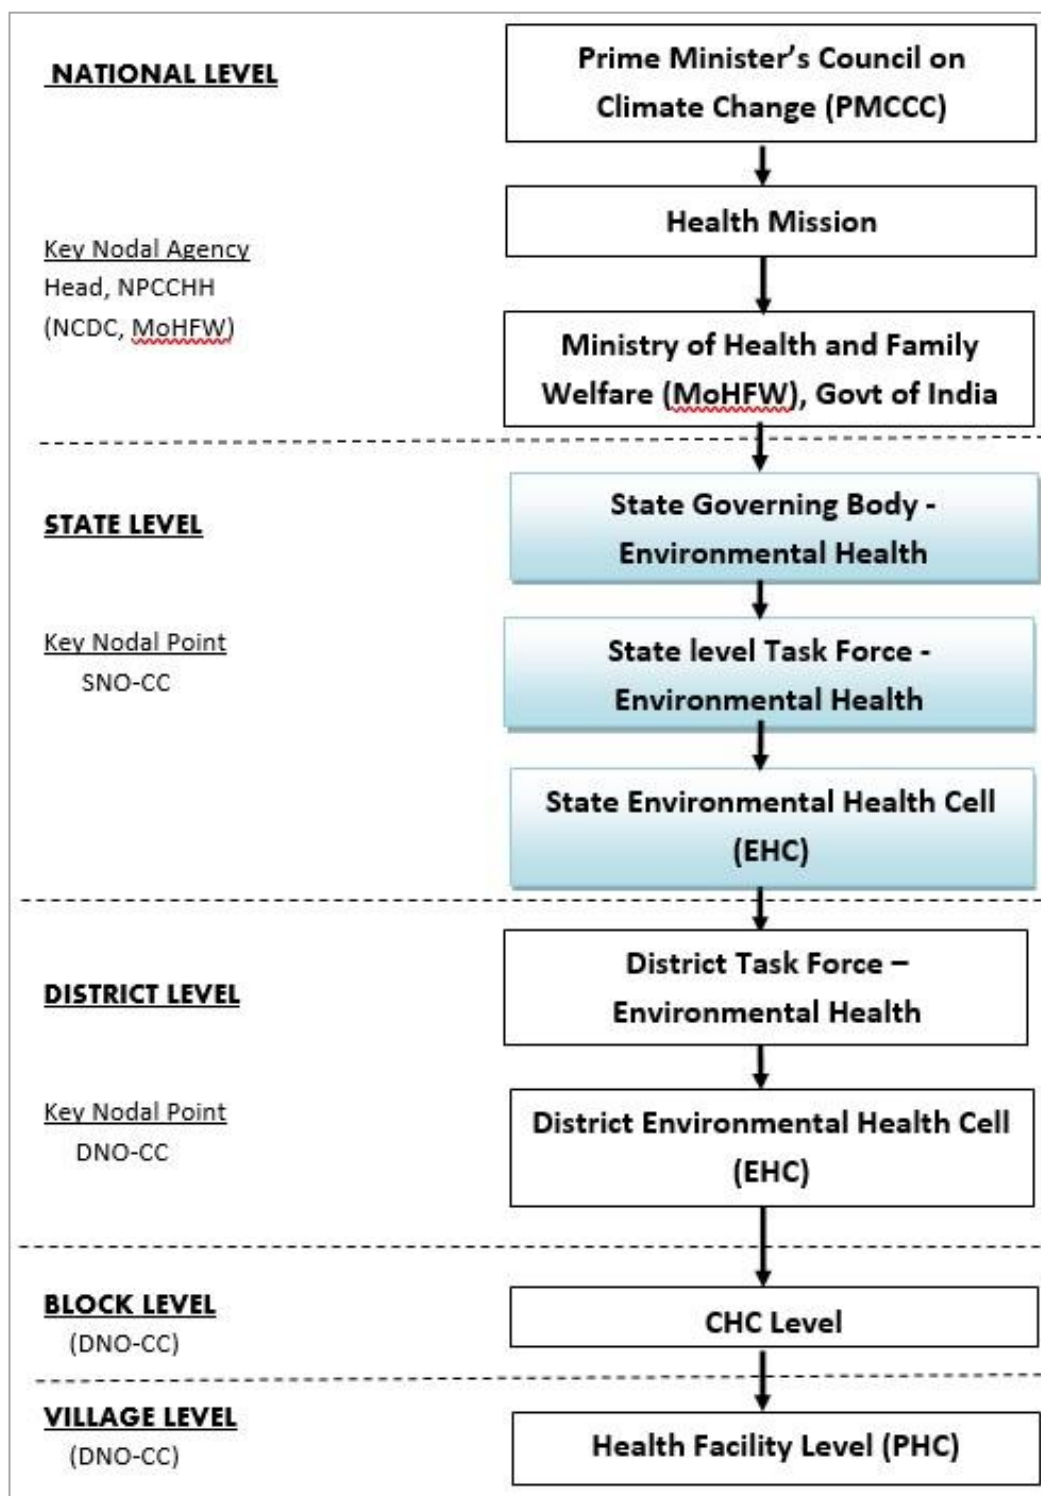 NATIONAL LEVEL
Prime Minister's Council on
Climate Change (PMCCC)
Health Mission
Key Nodal Agency
Head, NPCCHH
(NCDC, MoHFW)
Ministry of Health and Family
Welfare (MoHFW), Govt of India
STATE LEVEL
State Governing Body -
Environmental Health
Key Nodal Point
SNO-CC
State level Task Force -
Environmental Health
State Environmental Health Cell
(EHC)
DISTRICT LEVEL
District Task Force –
Environmental Health
Key Nodal Point
DNO-CC
District Environmental Health Cell
(EHC)
BLOCK LEVEL
(DNO-CC)
CHC Level
VILLAGE LEVEL
(DNO-CC)
Health Facility Level (PHC)